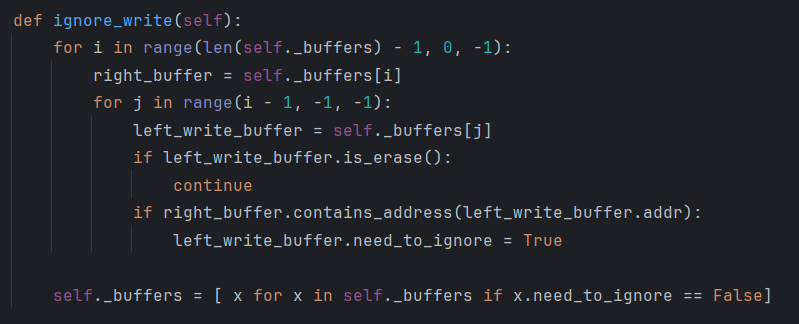 def ignore_write(self):
    for i in range(len(self._buffers) - 1, 0, -1):
        right_buffer = self._buffers[i]
        for j in range(i - 1, -1, -1):
            left_write_buffer = self._buffers[j]
            if left_write_buffer.is_erase():
                continue
            if right_buffer.contains_address(left_write_buffer.addr):
                left_write_buffer.need_to_ignore = True

    self._buffers = [ x for x in self._buffers if x.need_to_ignore == False]